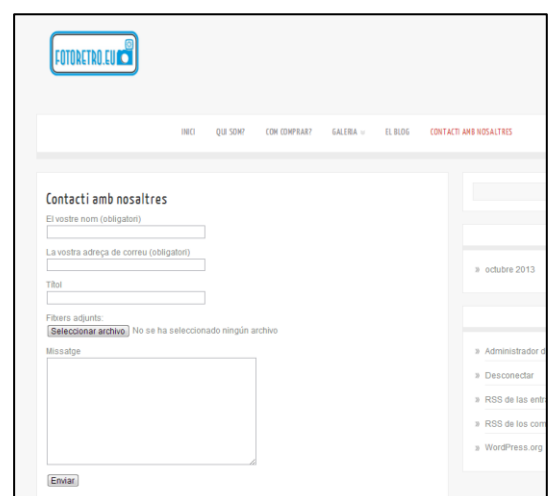 FOTORETRO.EU
INICI QUI SOM? COM COMPRAR? GALERIA EL BLOG CONTACTI AMB NOSALTRES
Contacti amb nosaltres
El vostre nom (obligatori)
La vostra adreça de correu (obligatori)
Títol
Fitxers adjunts:
Seleccionar archivo No se ha seleccionado ningún archivo
Missatge
Enviar
» octubre 2013
» Administrador d
» Desconectar
» RSS de las entr
» RSS de los com
» WordPress.org